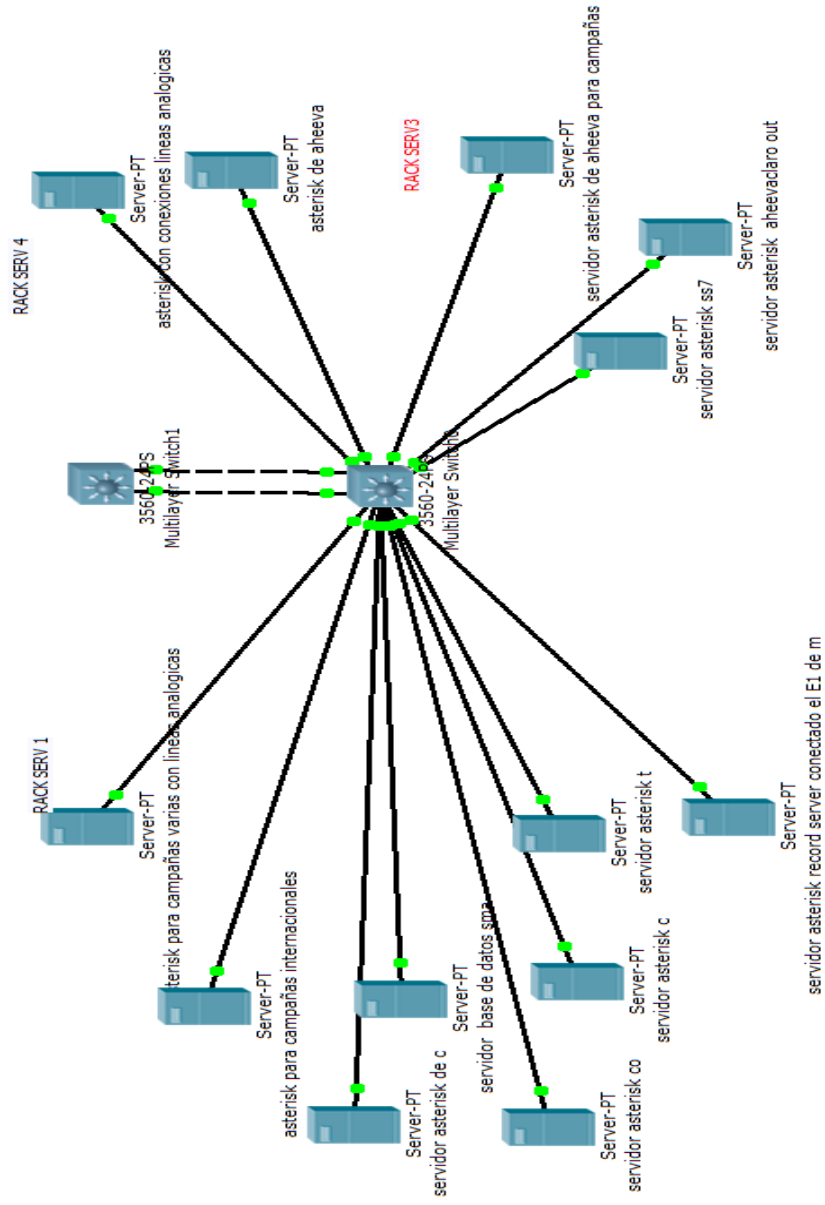 RACK SERV 4
Server-PT
asterisk con conexiones lineas analogicas
Server-PT
asterisk de aheeva
RACK SERV3
Server-PT
servidor asterisk de aheeva para campañas
Server-PT
servidor asterisk aheevaclaro out
Server-PT
servidor asterisk ss7
3560-24PS
Multilayer Switch1
3560-24PS
Multilayer Switch0
RACK SERV 1
Server-PT
terisk para campañas varias con lineas analogicas
Server-PT
asterisk para campañas internacionales
Server-PT
servidor asterisk de c
Server-PT
servidor base de datos sma
Server-PT
servidor asterisk co
Server-PT
servidor asterisk c
Server-PT
servidor asterisk t
Server-PT
servidor asterisk record server conectado el E1 de m